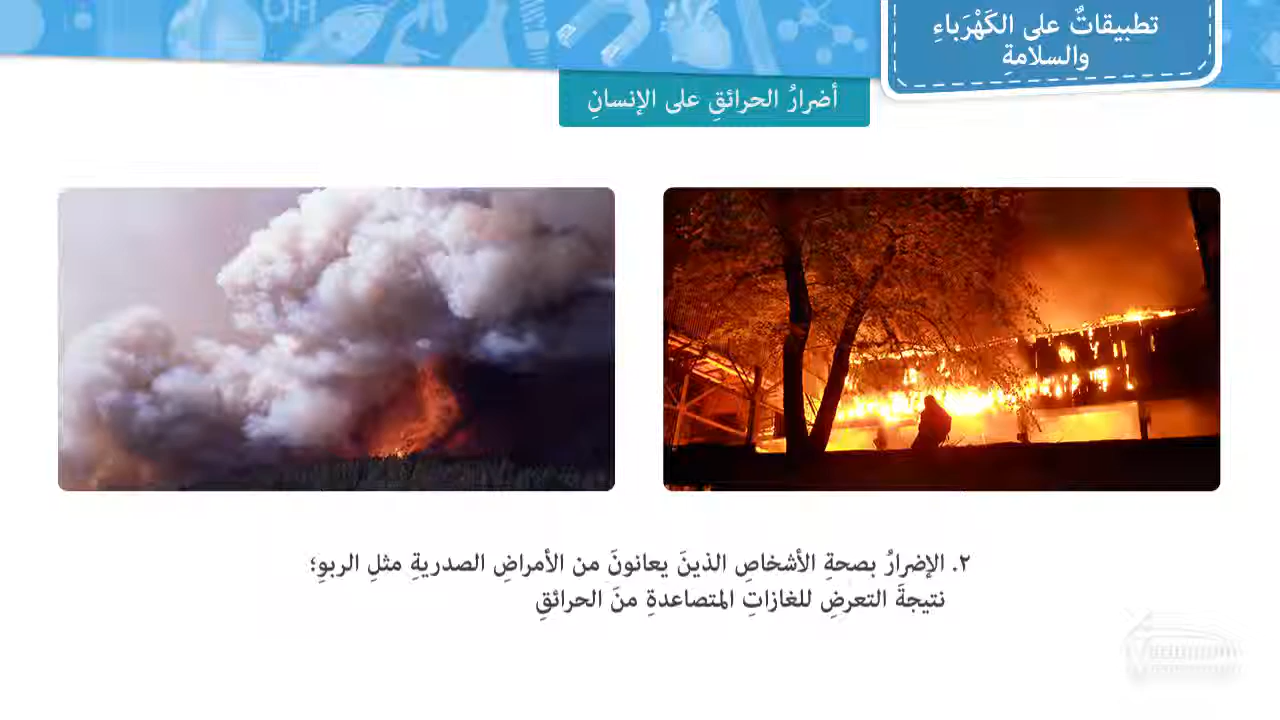 OH
تطبيقاتٌ على الكَهْرَباءِ
والسلامةِ
أضرارُ الحرائقِ على الإنسانِ
٢. الإضرارُ بصحةِ الأشخاصِ الذينَ يعانونَ من الأمراضِ الصدريةِ مثلِ الربوِ؛
نتيجةَ التعرضِ للغازاتِ المتصاعدةِ منَ الحرائقِ